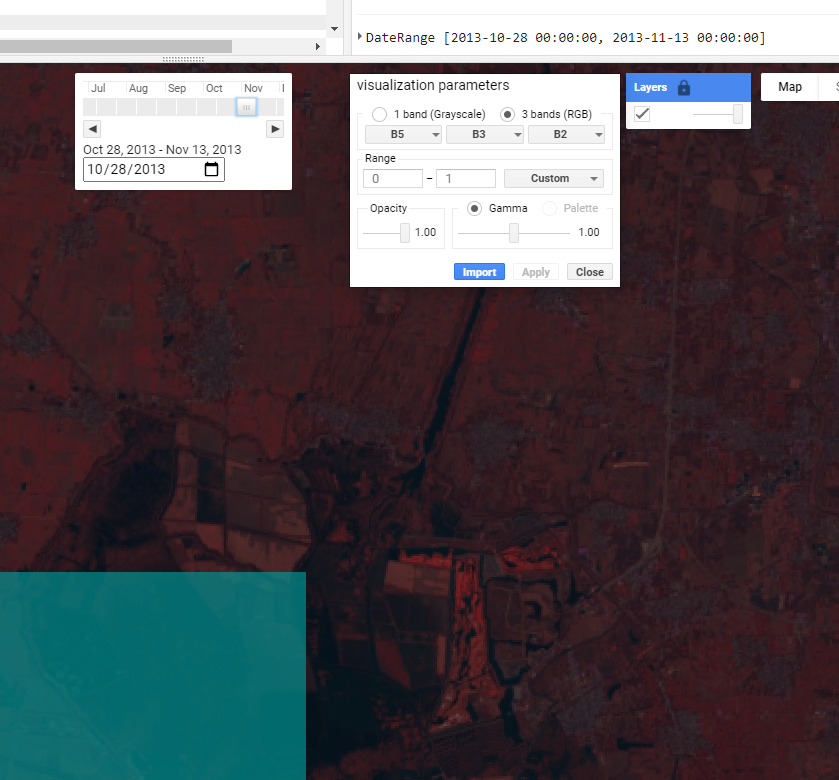 DateRange [2013-10-28 00:00:00, 2013-11-13 00:00:00]
Jul Aug Sep Oct Nov
Oct 28, 2013 - Nov 13, 2013
10/28/2013
visualization parameters
1 band (Grayscale) 3 bands (RGB)
B5 B3 B2
Range
0 – 1 Custom
Opacity Gamma Palette
1.00 1.00
Import Apply Close
Layers
Map